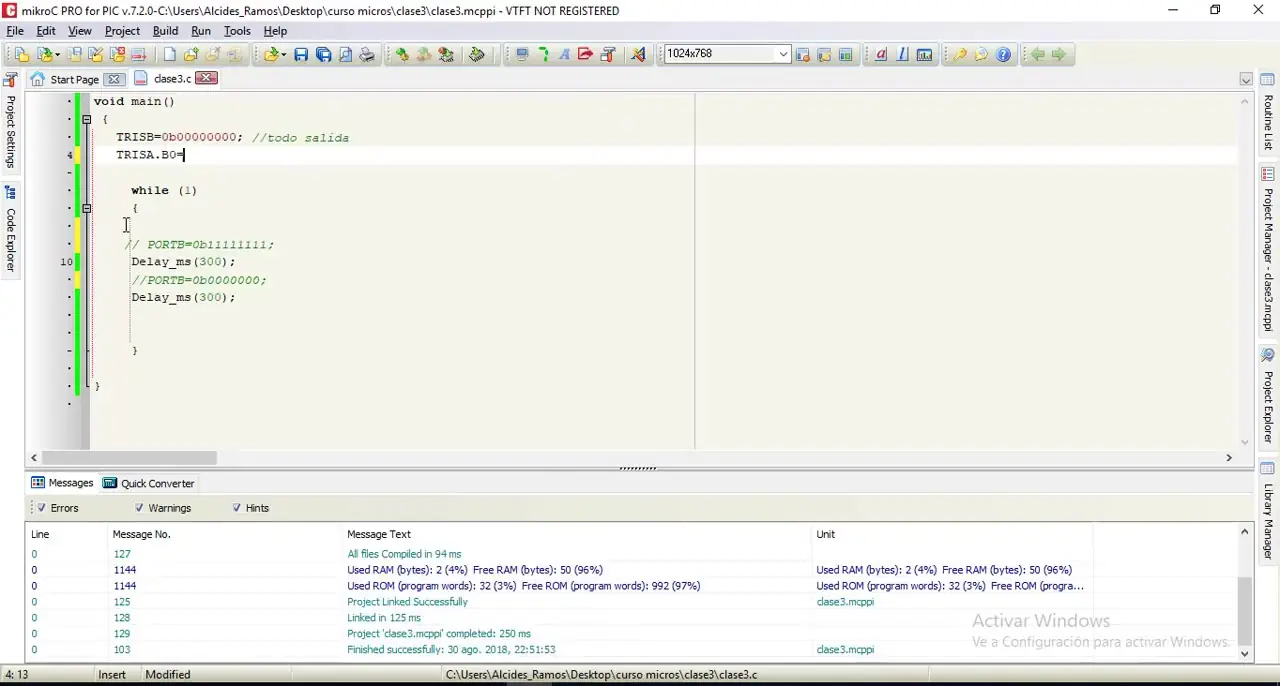 mikroC PRO for PIC v.7.2.0-C:\Users\Alcides_Ramos\Desktop\curso micros\clase3\clase3.mcppi - VTFT NOT REGISTERED
File Edit View Project Build Run Tools Help
1024x768
Start Page clase3.c
Project Settings
Code Explorer
void main()
{
TRISB=0b00000000; //todo salida
4 TRISA.B0=
while (1)
{
// PORTB=0b11111111;
10 Delay_ms(300);
//PORTB=0b0000000;
Delay_ms(300);
}
}
Routine List
Project Manager - clase3.mcppi
Project Explorer
Library Manager
Messages Quick Converter
Errors Warnings Hints
Line Message No. Message Text Unit
0 127 All files Compiled in 94 ms
0 1144 Used RAM (bytes): 2 (4%) Free RAM (bytes): 50 (96%) Used RAM (bytes): 2 (4%) Free RAM (bytes): 50 (96%)
0 1144 Used ROM (program words): 32 (3%) Free ROM (program words): 992 (97%) Used ROM (program words): 32 (3%) Free ROM (progra...
0 125 Project Linked Successfully clase3.mcppi
0 128 Linked in 125 ms
0 129 Project 'clase3.mcppi' completed: 250 ms
0 103 Finished successfully: 30 ago. 2018, 22:51:53 clase3.mcppi
Activar Windows
Ve a Configuración para activar Windows.
4: 13 Insert Modified C:\Users\Alcides_Ramos\Desktop\curso micros\clase3\clase3.c